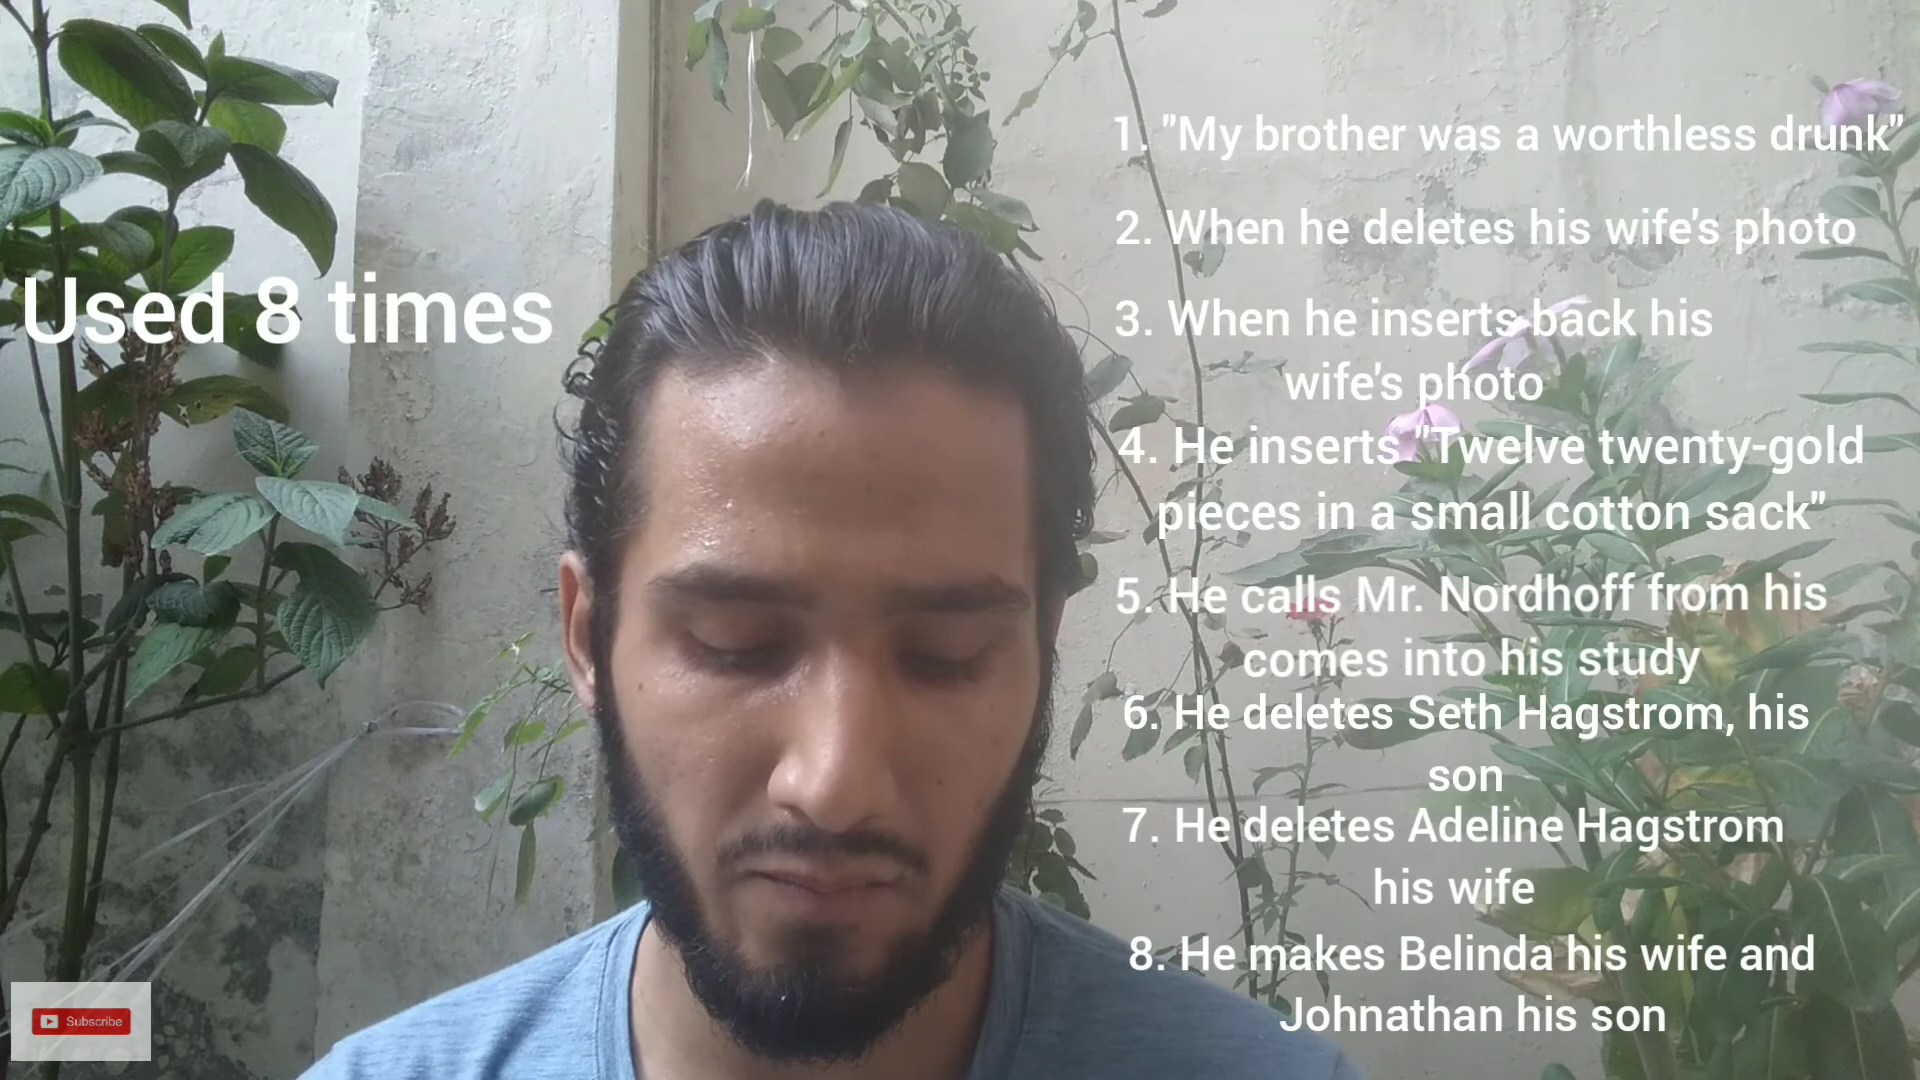 Used 8 times
1. "My brother was a worthless drunk"
2. When he deletes his wife's photo
3. When he inserts back his
wife's photo
4. He inserts "Twelve twenty-gold
pieces in a small cotton sack"
5. He calls Mr. Nordhoff from his
comes into his study
6. He deletes Seth Hagstrom, his
son
7. He deletes Adeline Hagstrom
his wife
8. He makes Belinda his wife and
Johnathan his son
Subscribe